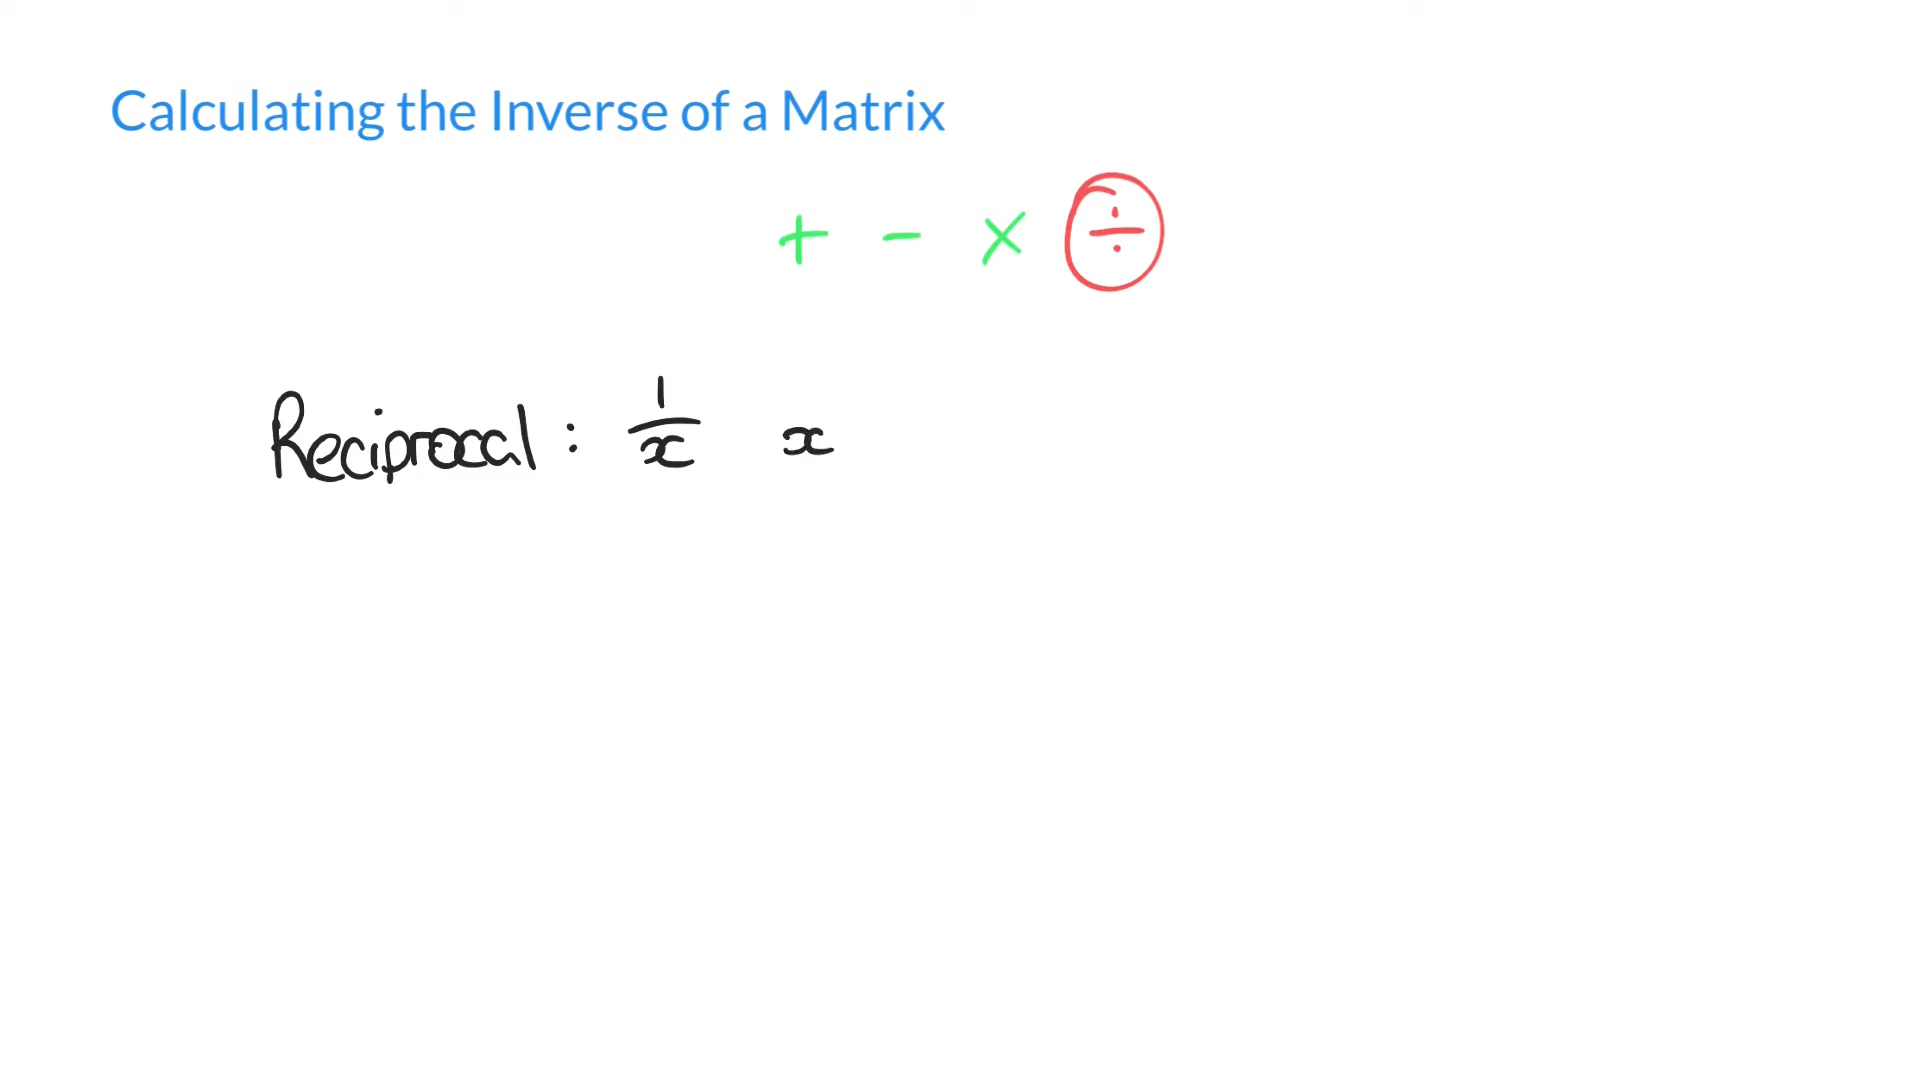 Calculating the Inverse of a Matrix
+ - × ÷
Reciprocal : 1/x x